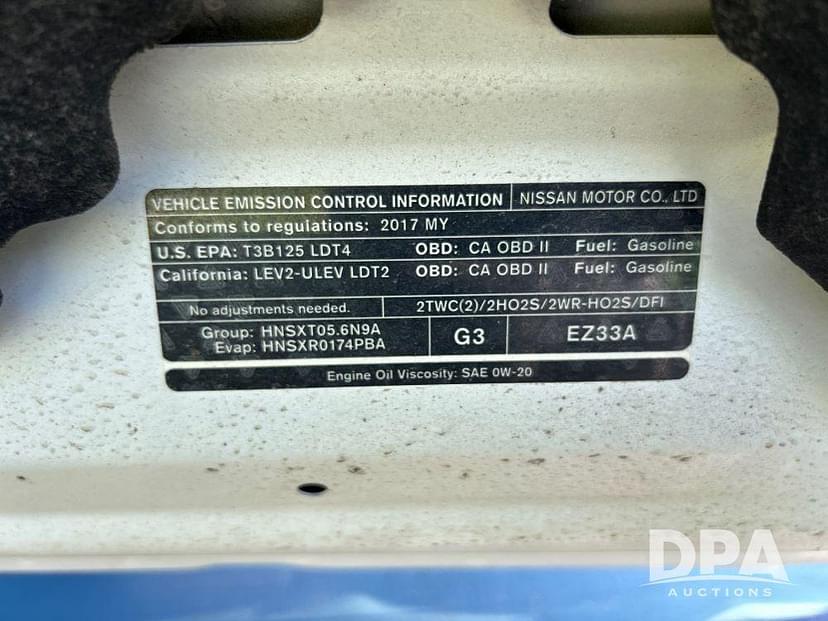 VEHICLE EMISSION CONTROL INFORMATION NISSAN MOTOR CO., LTD
Conforms to regulations: 2017 MY
U.S. EPA: T3B125 LDT4 OBD: CA OBD II Fuel: Gasoline
California: LEV2-ULEV LDT2 OBD: CA OBD II Fuel: Gasoline
No adjustments needed. 2TWC(2)/2HO2S/2WR-HO2S/DFI
Group: HNSXT05.6N9A
Evap: HNSXR0174PBA
G3 EZ33A
Engine Oil Viscosity: SAE 0W-20
DPA
AUCTIONS